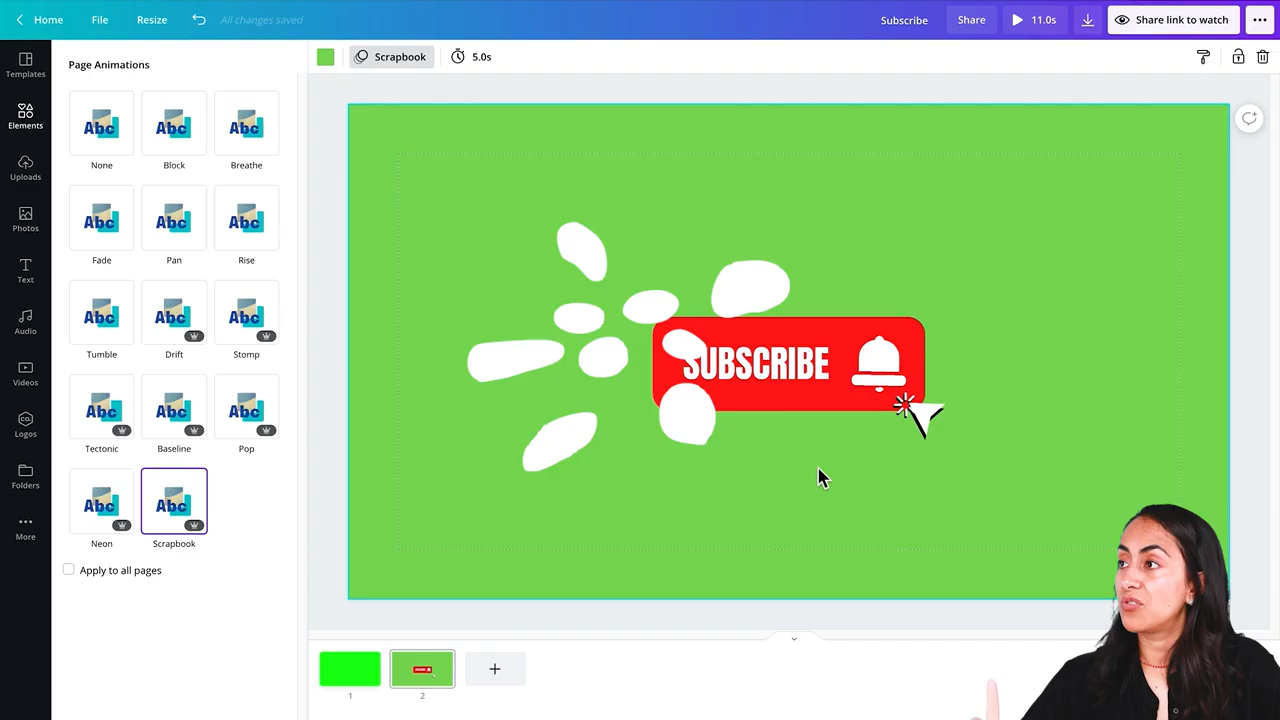 Home File Resize All changes saved Subscribe Share 11.0s Share link to watch
Templates
Elements
Uploads
Photos
Text
Audio
Videos
Logos
Folders
More
Page Animations
Abc Abc Abc
None Block Breathe
Abc Abc Abc
Fade Pan Rise
Abc Abc Abc
Tumble Drift Stomp
Abc Abc Abc
Tectonic Baseline Pop
Abc Abc
Neon Scrapbook
Apply to all pages
Scrapbook 5.0s
SUBSCRIBE
+
1 2